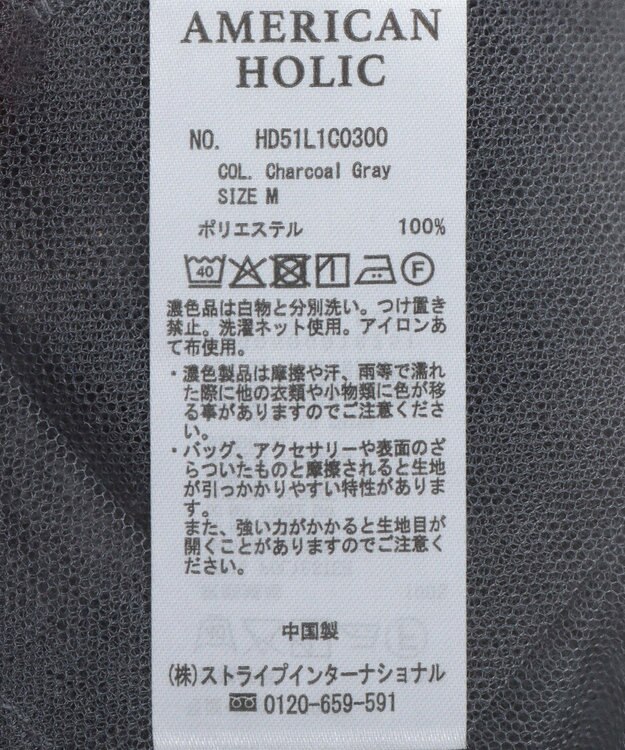 AMERICAN
HOLIC
NO. HD51L1C0300
COL. Charcoal Gray
SIZE M
ポリエステル 100%
40 F
濃色品は白物と分別洗い。つけ置き
禁止。洗濯ネット使用。アイロンあ
て布使用。
・濃色製品は摩擦や汗、雨等で濡れ
た際に他の衣類や小物類に色が移
る事がありますのでご注意くださ
い。
・バッグ、アクセサリーや表面のざ
らついたものと摩擦されると生地
が引っかかりやすい特性がありま
す。
また、強い力がかかると生地目が
開くことがありますのでご注意く
ださい。
中国製
(株)ストライプインターナショナル
0120-659-591